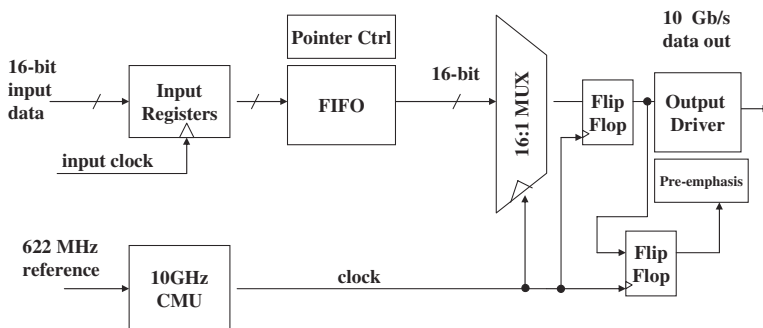 10 Gb/s
data out
Pointer Ctrl
16-bit
input
data
Input
Registers
FIFO
16-bit
16:1 MUX
Flip
Flop
Output
Driver
input clock
Pre-emphasis
622 MHz
reference
10GHz
CMU
clock
Flip
Flop